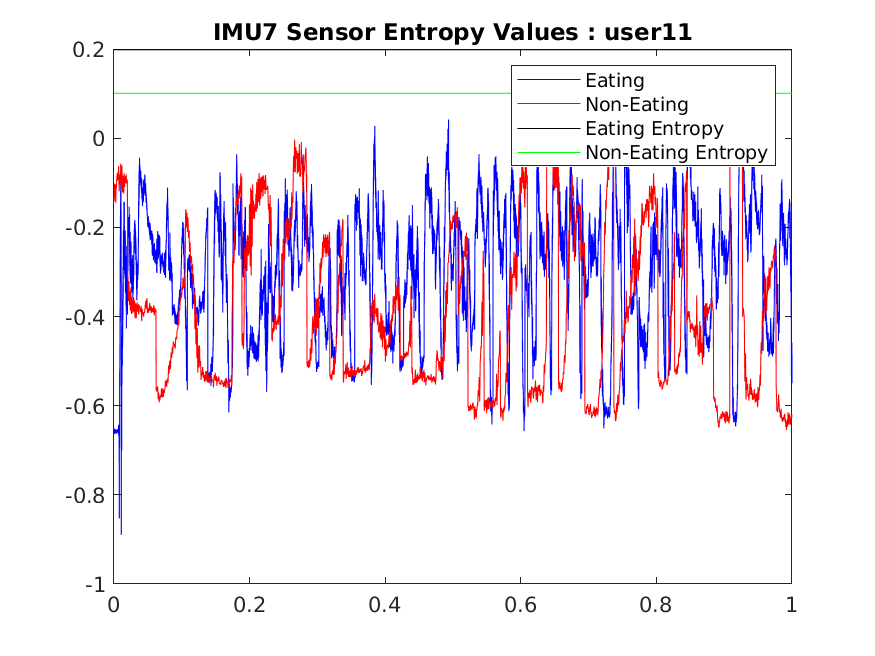 IMU7 Sensor Entropy Values : user11
0.2
0
-0.2
-0.4
-0.6
-0.8
-1
Eating
Non-Eating
Eating Entropy
Non-Eating Entropy
0 0.2 0.4 0.6 0.8 1